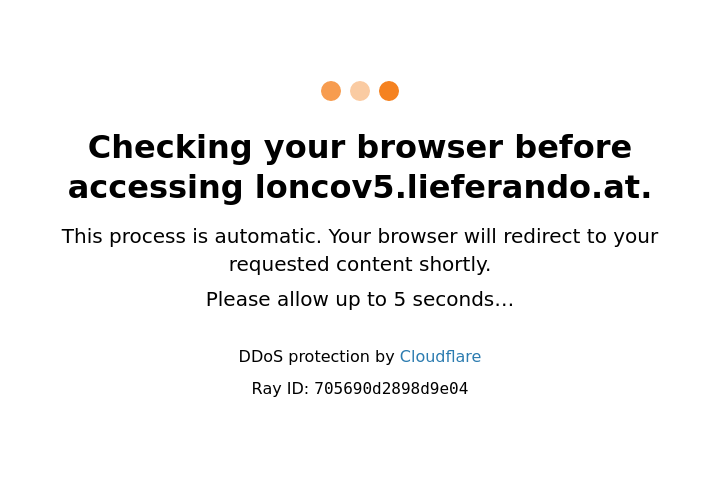 Checking your browser before
accessing loncov5.lieferando.at.
This process is automatic. Your browser will redirect to your
requested content shortly.
Please allow up to 5 seconds…
DDoS protection by Cloudflare
Ray ID: 705690d2898d9e04